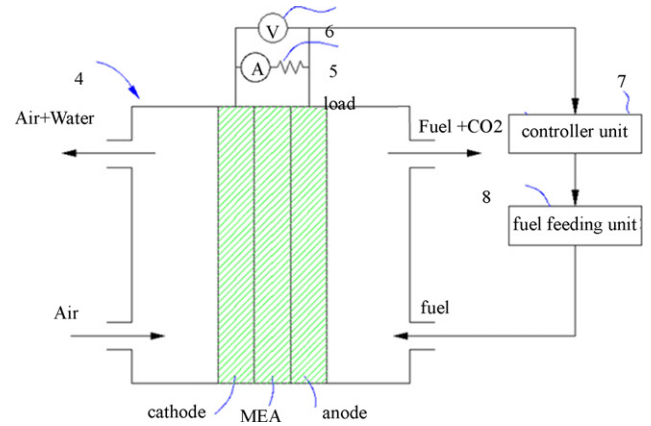 V
6
A
5
4
load
7
Air+Water
Fuel +CO2
controller unit
8
fuel feeding unit
Air
fuel
cathode
MEA
anode